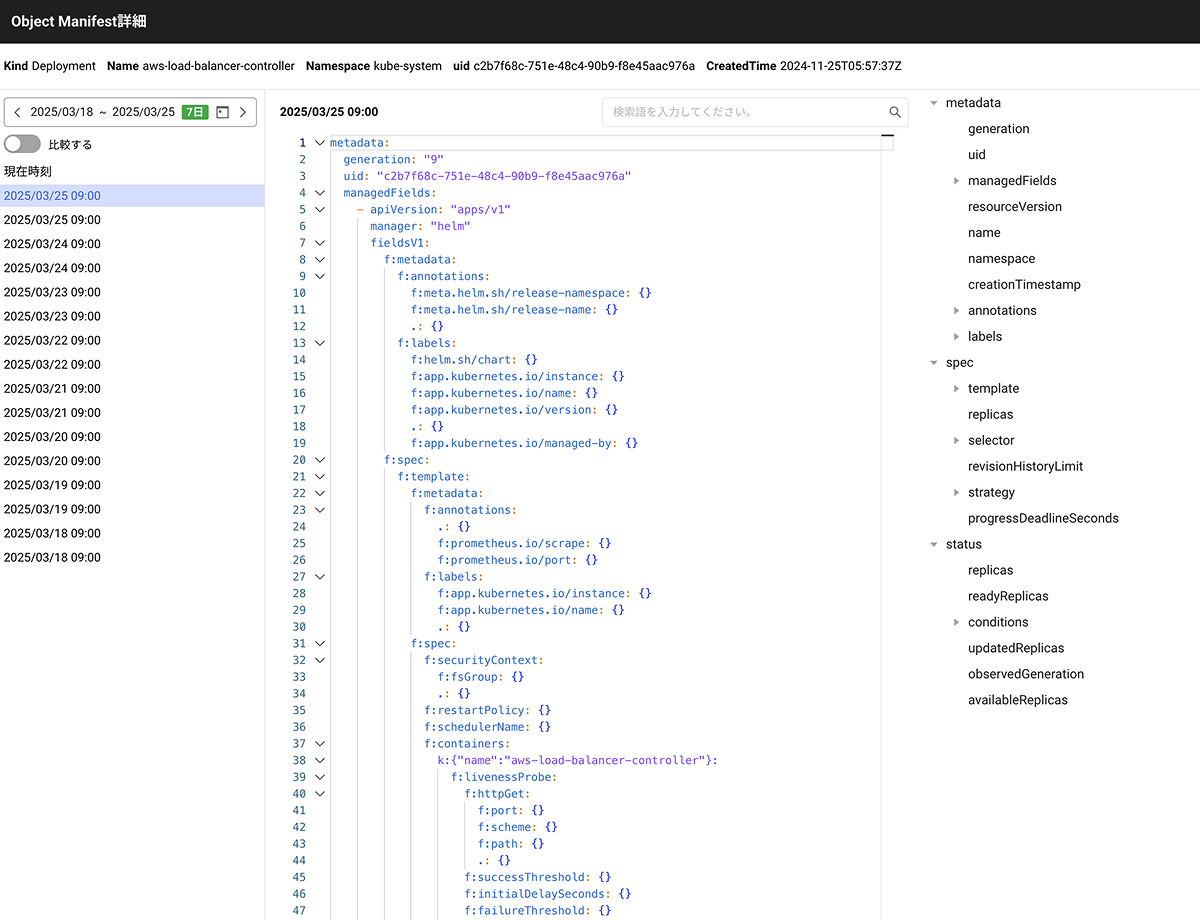 Object Manifest詳細
Kind Deployment Name aws-load-balancer-controller Namespace kube-system uid c2b7f68c-751e-48c4-90b9-f8e45aac976a CreatedTime 2024-11-25T05:57:37Z
2025/03/18 ~ 2025/03/25 7日
比較する
現在時刻
2025/03/25 09:00
2025/03/25 09:00
2025/03/24 09:00
2025/03/24 09:00
2025/03/23 09:00
2025/03/23 09:00
2025/03/22 09:00
2025/03/22 09:00
2025/03/21 09:00
2025/03/21 09:00
2025/03/20 09:00
2025/03/20 09:00
2025/03/19 09:00
2025/03/19 09:00
2025/03/18 09:00
2025/03/18 09:00
2025/03/25 09:00
検索語を入力してください。
1 metadata:
2 generation: "9"
3 uid: "c2b7f68c-751e-48c4-90b9-f8e45aac976a"
4 managedFields:
5 - apiVersion: "apps/v1"
6 manager: "helm"
7 fieldsV1:
8 f:metadata:
9 f:annotations:
10 f:meta.helm.sh/release-namespace: {}
11 f:meta.helm.sh/release-name: {}
12 .: {}
13 f:labels:
14 f:helm.sh/chart: {}
15 f:app.kubernetes.io/instance: {}
16 f:app.kubernetes.io/name: {}
17 f:app.kubernetes.io/version: {}
18 .: {}
19 f:app.kubernetes.io/managed-by: {}
20 f:spec:
21 f:template:
22 f:metadata:
23 f:annotations:
24 .: {}
25 f:prometheus.io/scrape: {}
26 f:prometheus.io/port: {}
27 f:labels:
28 f:app.kubernetes.io/instance: {}
29 f:app.kubernetes.io/name: {}
30 .: {}
31 f:spec:
32 f:securityContext:
33 f:fsGroup: {}
34 .: {}
35 f:restartPolicy: {}
36 f:schedulerName: {}
37 f:containers:
38 k:{"name":"aws-load-balancer-controller"}:
39 f:livenessProbe:
40 f:httpGet:
41 f:port: {}
42 f:scheme: {}
43 f:path: {}
44 .: {}
45 f:successThreshold: {}
46 f:initialDelaySeconds: {}
47 f:failureThreshold: {}
metadata
generation
uid
managedFields
resourceVersion
name
namespace
creationTimestamp
annotations
labels
spec
template
replicas
selector
revisionHistoryLimit
strategy
progressDeadlineSeconds
status
replicas
readyReplicas
conditions
updatedReplicas
observedGeneration
availableReplicas